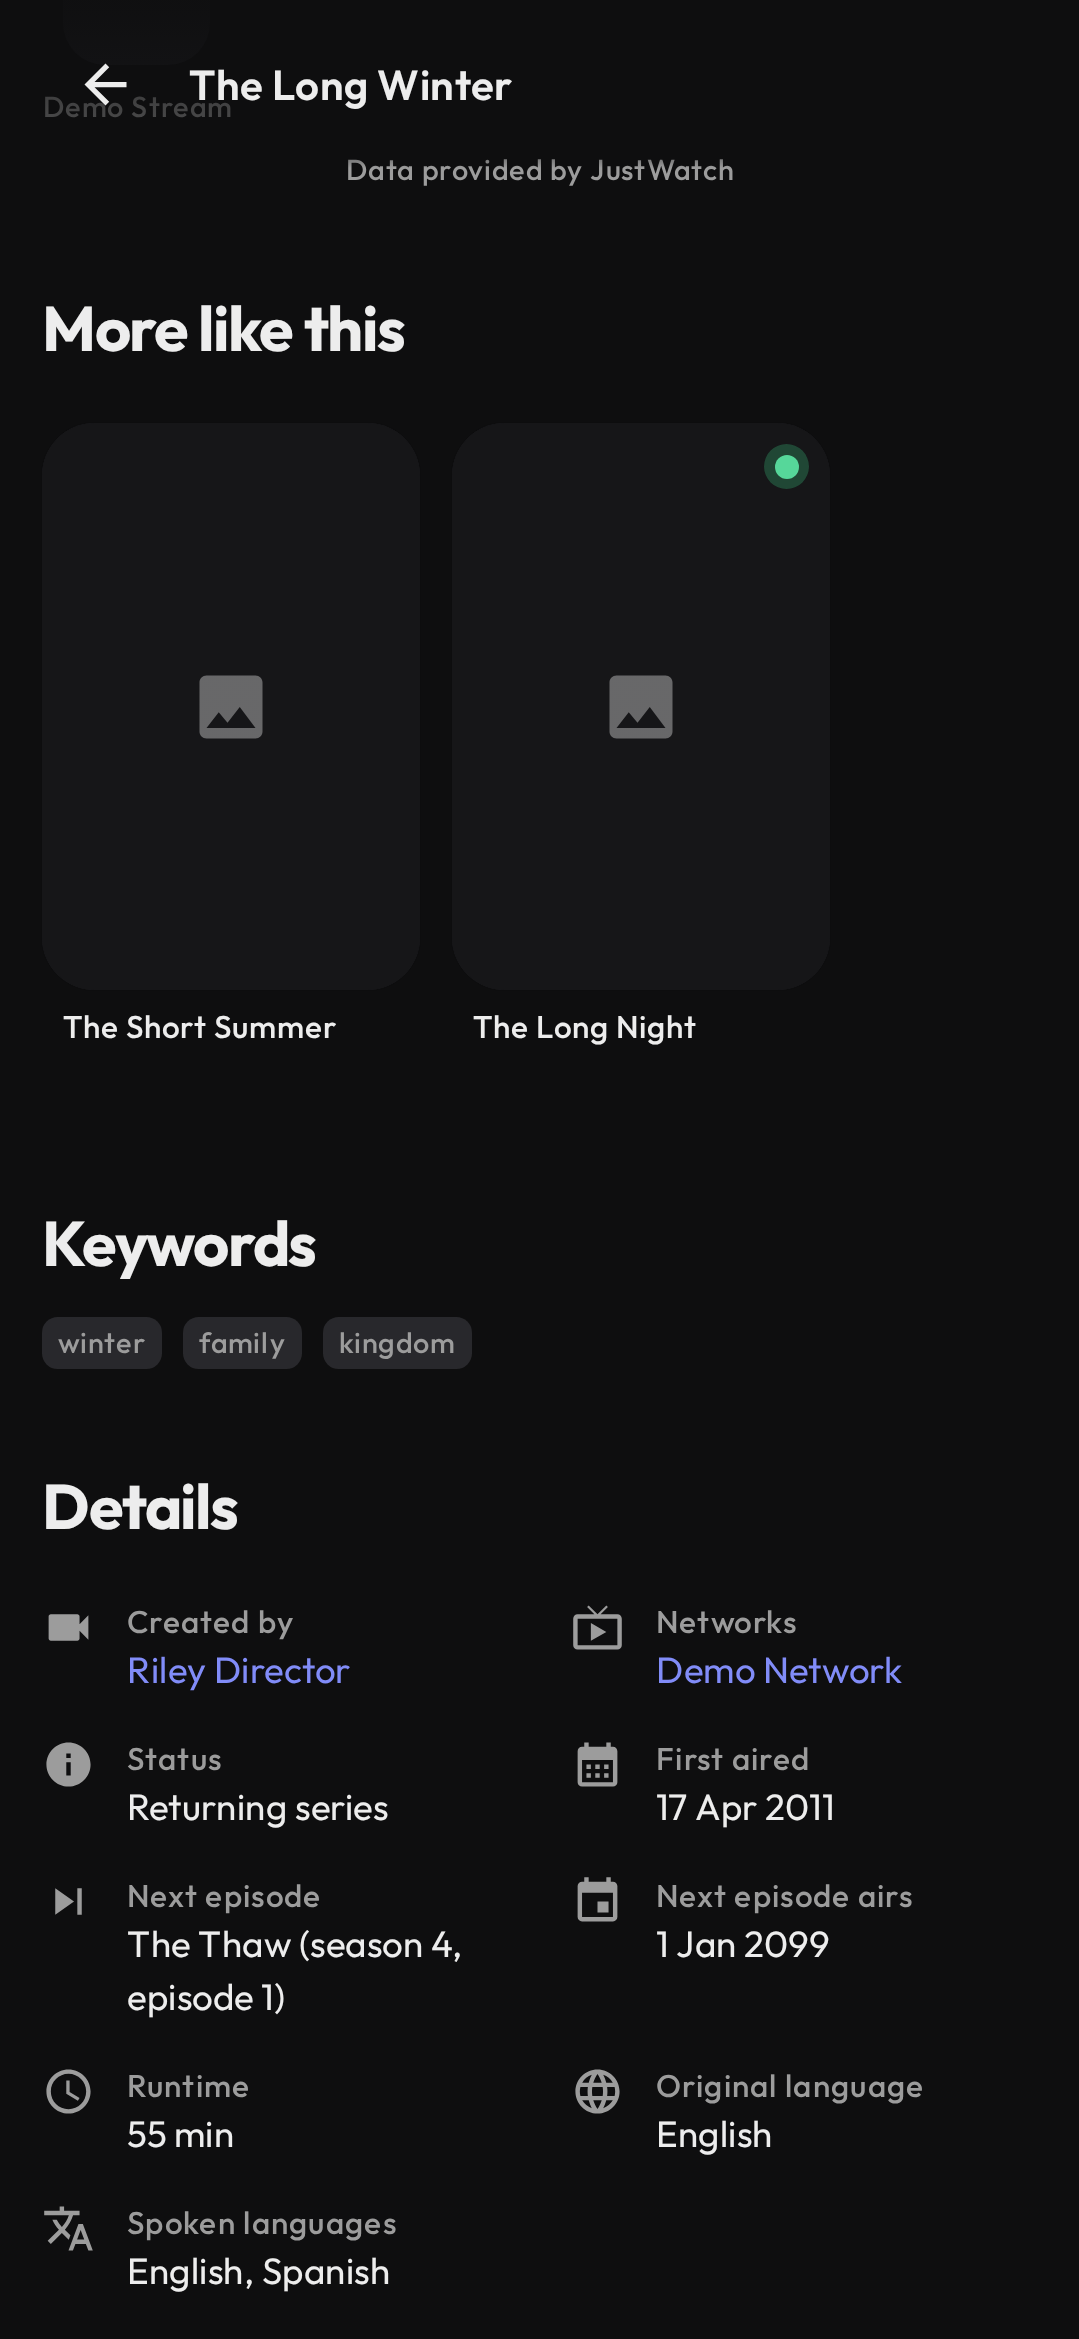 The Long Winter
Demo Stream
Data provided by JustWatch
More like this
The Short Summer
The Long Night
Keywords
winter
family
kingdom
Details
Created by
Riley Director
Networks
Demo Network
Status
Returning series
First aired
17 Apr 2011
Next episode
The Thaw (season 4,
episode 1)
Next episode airs
1 Jan 2099
Runtime
55 min
Original language
English
Spoken languages
English, Spanish